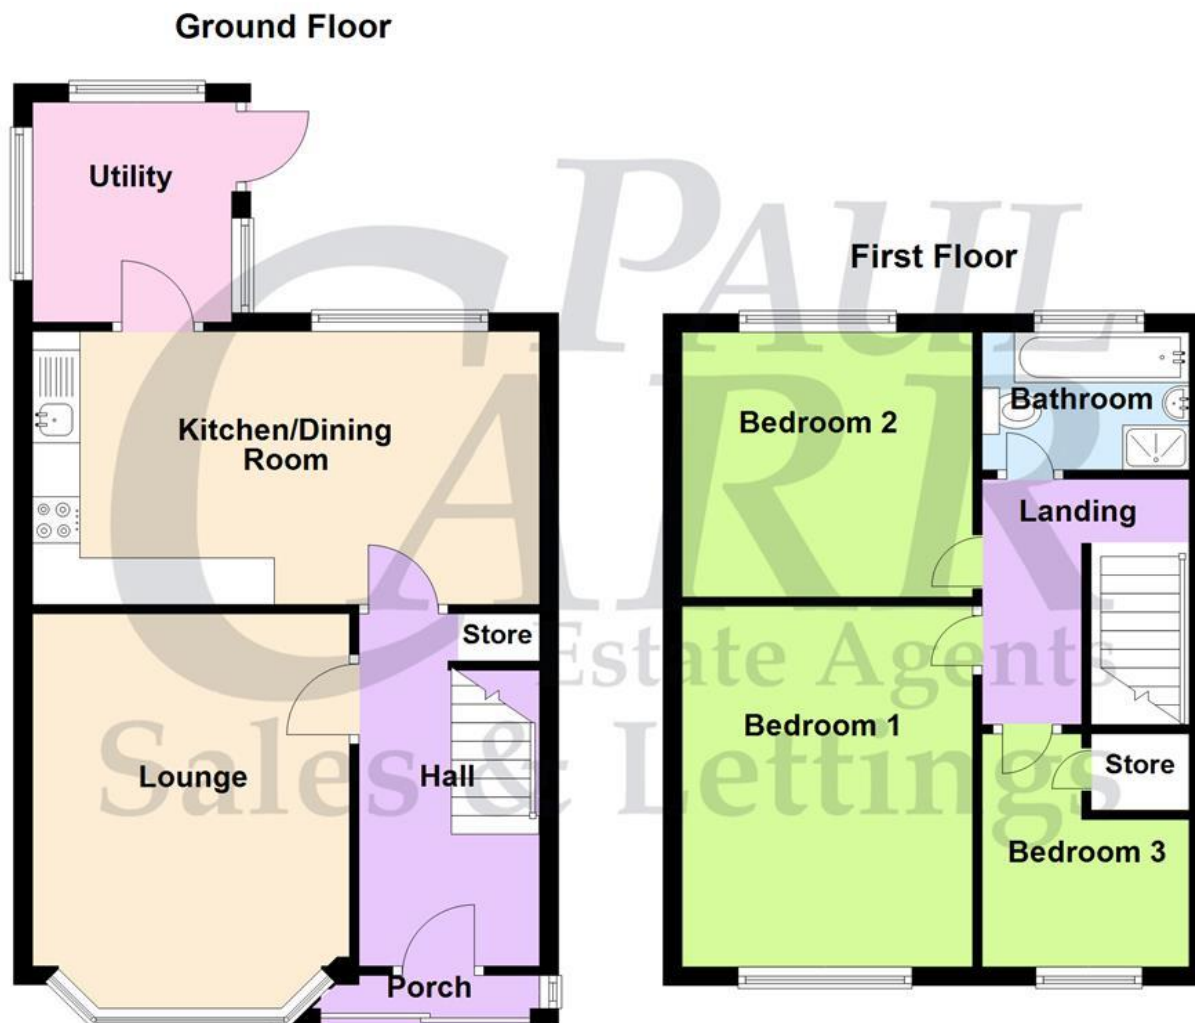 Ground Floor
Utility
Kitchen/Dining
Room
Store
Lounge
Hall
Porch
First Floor
Bedroom 2
Bathroom
Landing
Bedroom 1
Store
Bedroom 3
PAUL
CARR
Estate Agents
Sales & Lettings